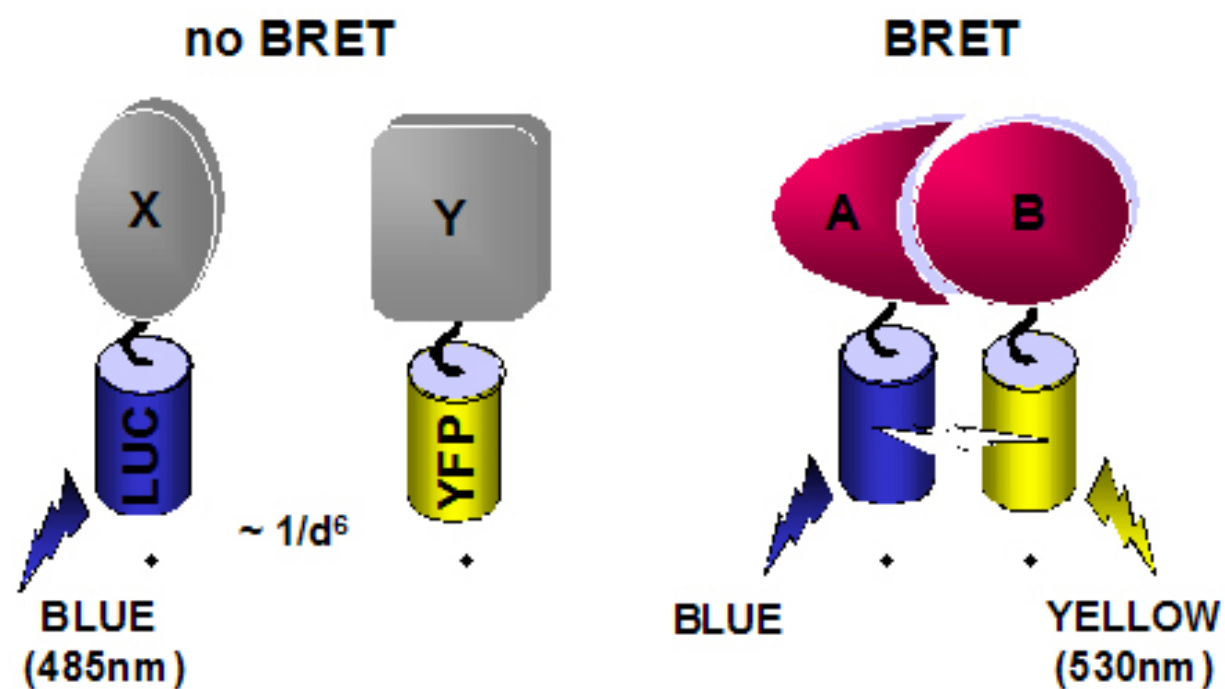 no BRET
BRET
X
Y
A
B
LUC
YFP
~ 1/d⁶
BLUE
(485nm)
BLUE
YELLOW
(530nm)